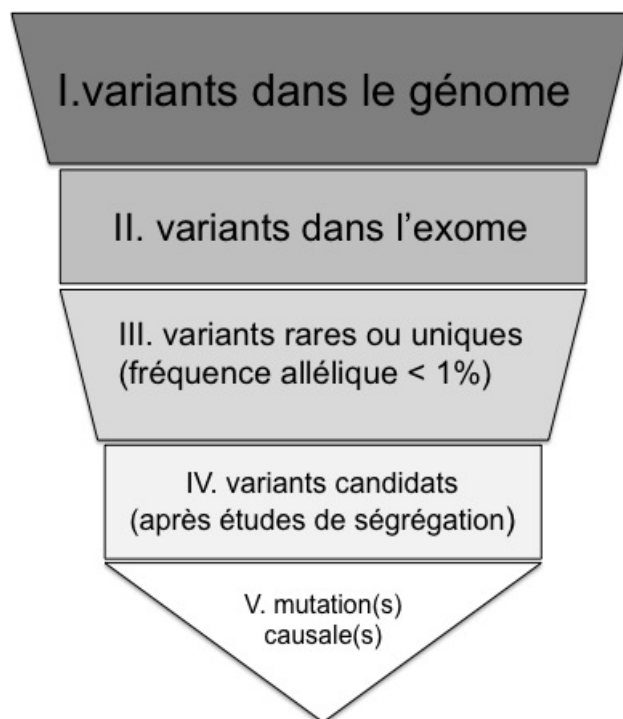 I.variants dans le génome
II. variants dans l’exome
III. variants rares ou uniques
(fréquence allélique < 1%)
IV. variants candidats
(après études de ségrégation)
V. mutation(s)
causale(s)